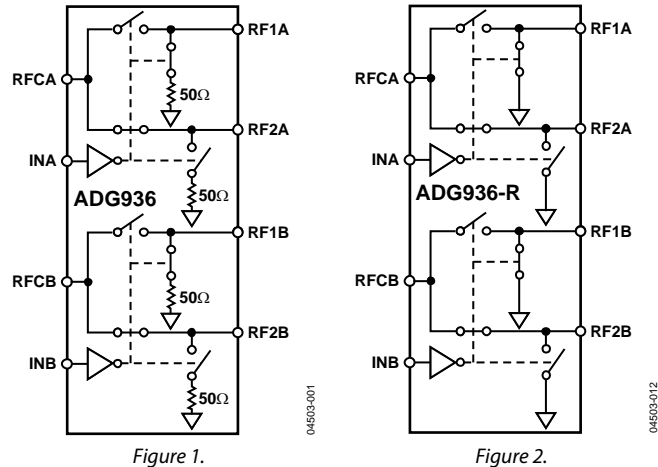 RF1A
RFCA
50Ω
RF2A
INA
50Ω
ADG936
RF1B
RFCB
50Ω
RF2B
INB
50Ω
04503-001
Figure 1.
RF1A
RFCA
RF2A
INA
ADG936-R
RF1B
RFCB
RF2B
INB
04503-012
Figure 2.